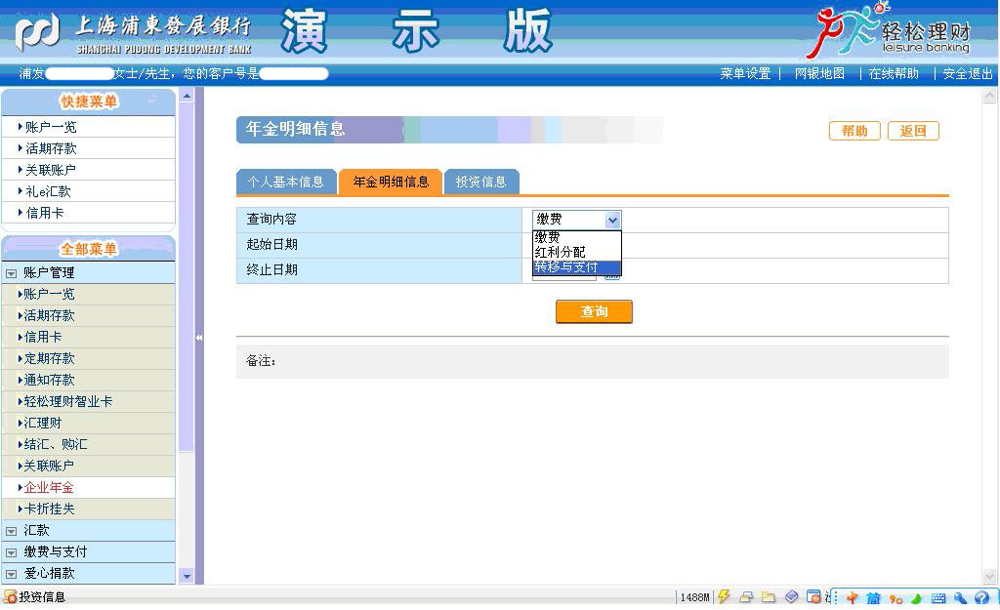 上海浦東發展銀行
SHANGHAI PUDONG DEVELOPMENT BANK
演示版
轻松理财
leisure banking
浦发 女士/先生，您的客户号是
菜单设置 | 网银地图 | 在线帮助 | 安全退出
快捷菜单
账户一览
活期存款
关联账户
礼e汇款
信用卡
全部菜单
账户管理
账户一览
活期存款
信用卡
定期存款
通知存款
轻松理财智业卡
汇理财
结汇、购汇
关联账户
企业年金
卡折挂失
汇款
缴费与支付
爱心捐款
年金明细信息
帮助 返回
个人基本信息 年金明细信息 投资信息
查询内容 缴费
缴费
红利分配
转移与支付
起始日期
终止日期
查询
备注：
投资信息
1488M
简